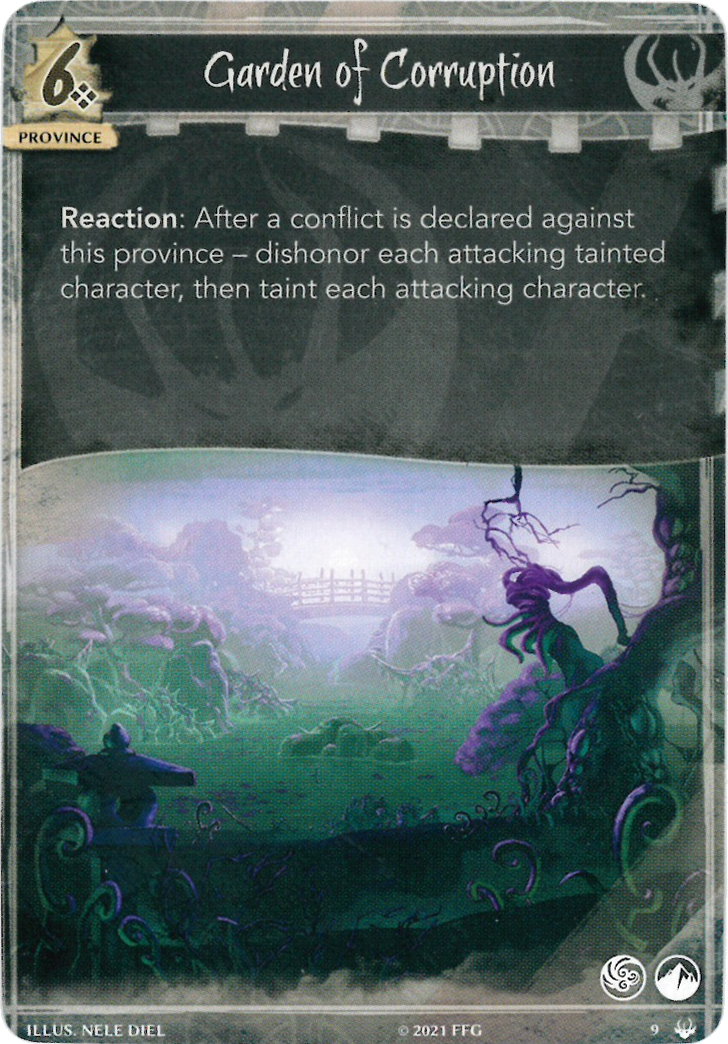 6
Garden of Corruption
PROVINCE
Reaction: After a conflict is declared against
this province – dishonor each attacking tainted
character, then taint each attacking character.
ILLUS. NELE DIEL
© 2021 FFG
9